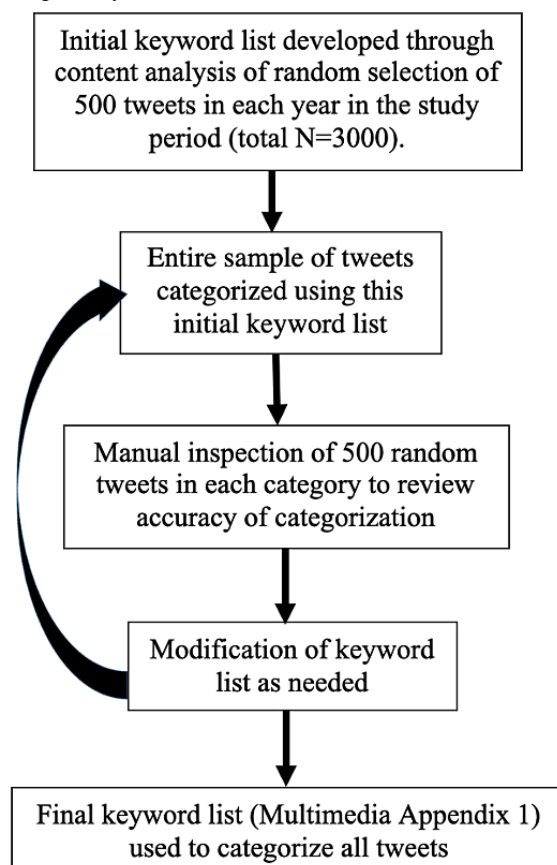 Initial keyword list developed through
content analysis of random selection of
500 tweets in each year in the study
period (total N=3000).
Entire sample of tweets
categorized using this
initial keyword list
Manual inspection of 500 random
tweets in each category to review
accuracy of categorization
Modification of keyword
list as needed
Final keyword list (Multimedia Appendix 1)
used to categorize all tweets